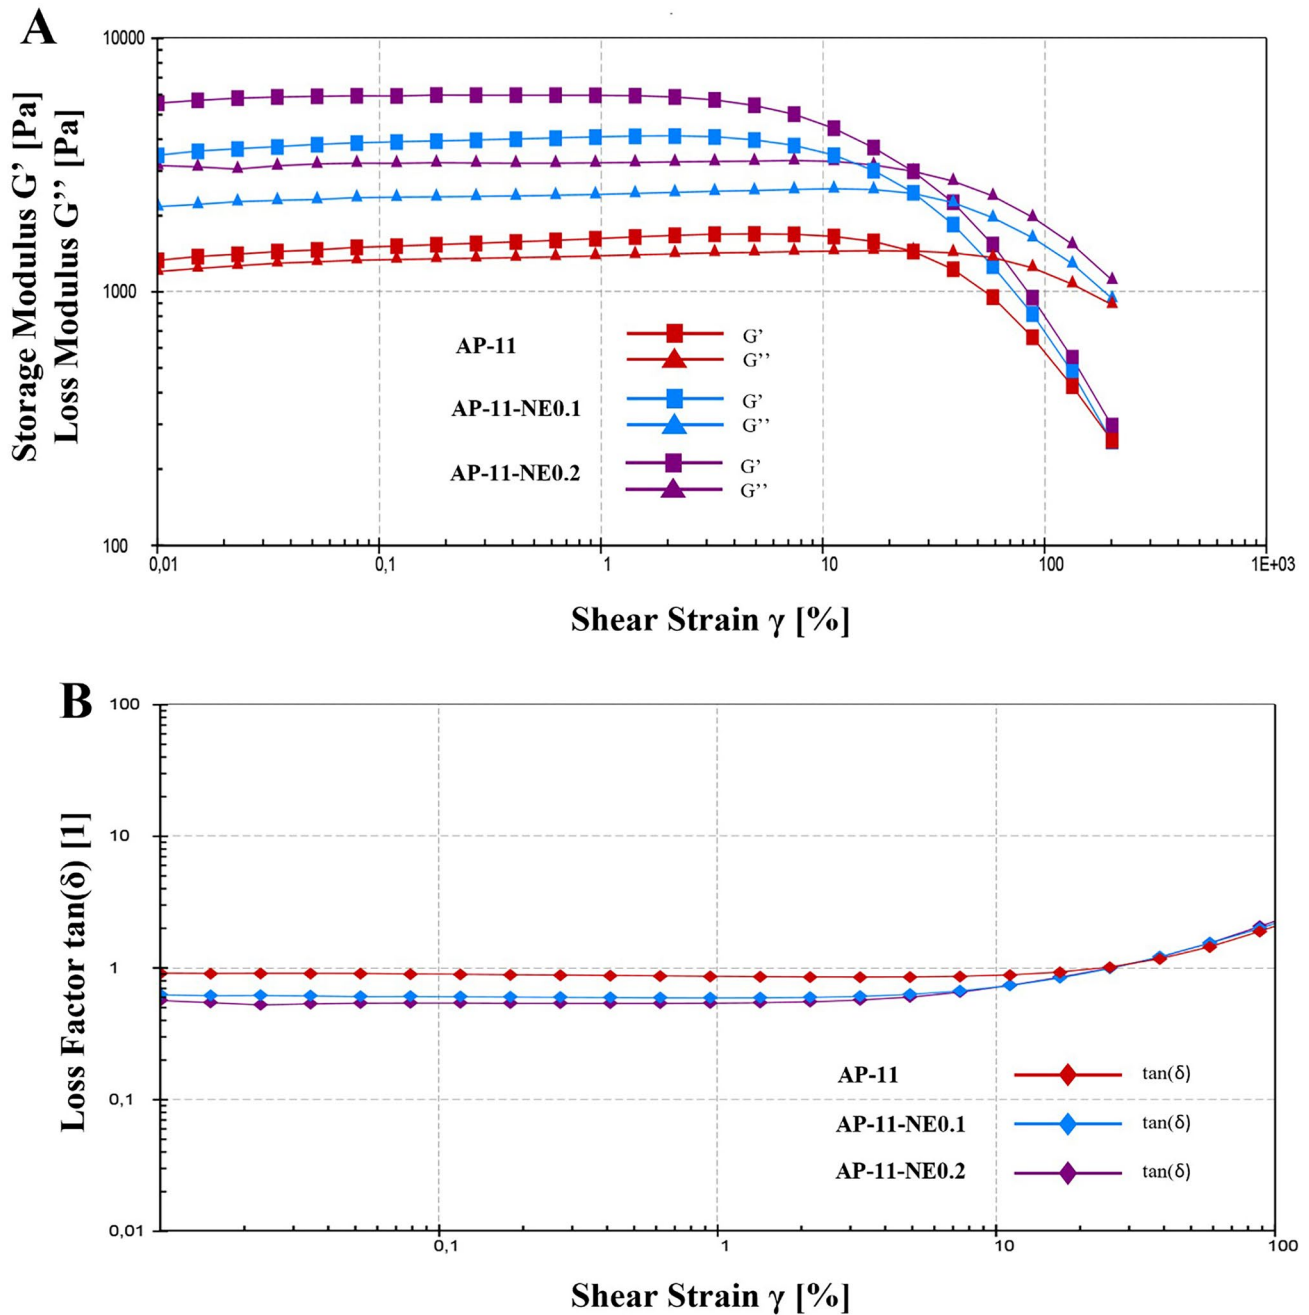 A
Storage Modulus G’ [Pa]
Loss Modulus G’’ [Pa]
10000
1000
100
AP-11
G’
G’’
AP-11-NE0.1
G’
G’’
AP-11-NE0.2
G’
G’’
0,01 0,1 1 10 100 1E+03
Shear Strain γ [%]
B
Loss Factor tan(δ) [1]
100
10
1
0,1
0,01
AP-11 tan(δ)
AP-11-NE0.1 tan(δ)
AP-11-NE0.2 tan(δ)
0,1 1 10 100
Shear Strain γ [%]